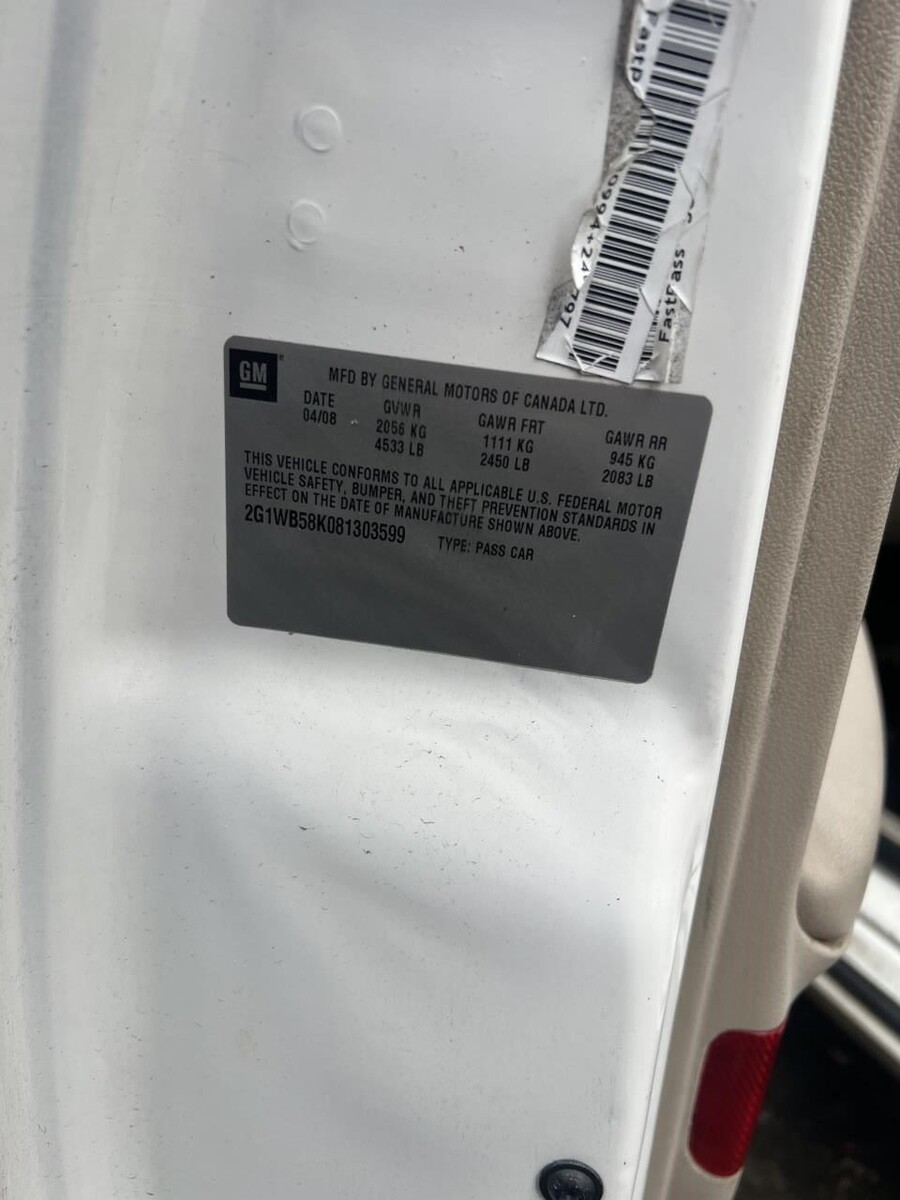 Fastp
FastPass
GM
MFD BY GENERAL MOTORS OF CANADA LTD.
DATE GVWR GAWR FRT GAWR RR
04/08 2056 KG 1111 KG 945 KG
4533 LB 2450 LB 2083 LB
THIS VEHICLE CONFORMS TO ALL APPLICABLE U.S. FEDERAL MOTOR
VEHICLE SAFETY, BUMPER, AND THEFT PREVENTION STANDARDS IN
EFFECT ON THE DATE OF MANUFACTURE SHOWN ABOVE.
2G1WB58K081303599 TYPE: PASS CAR